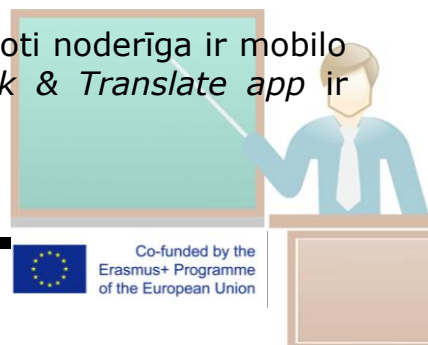 oti noderīga ir mobilo
& Translate app ir
Co-funded by the
Erasmus+ Programme
of the European Union